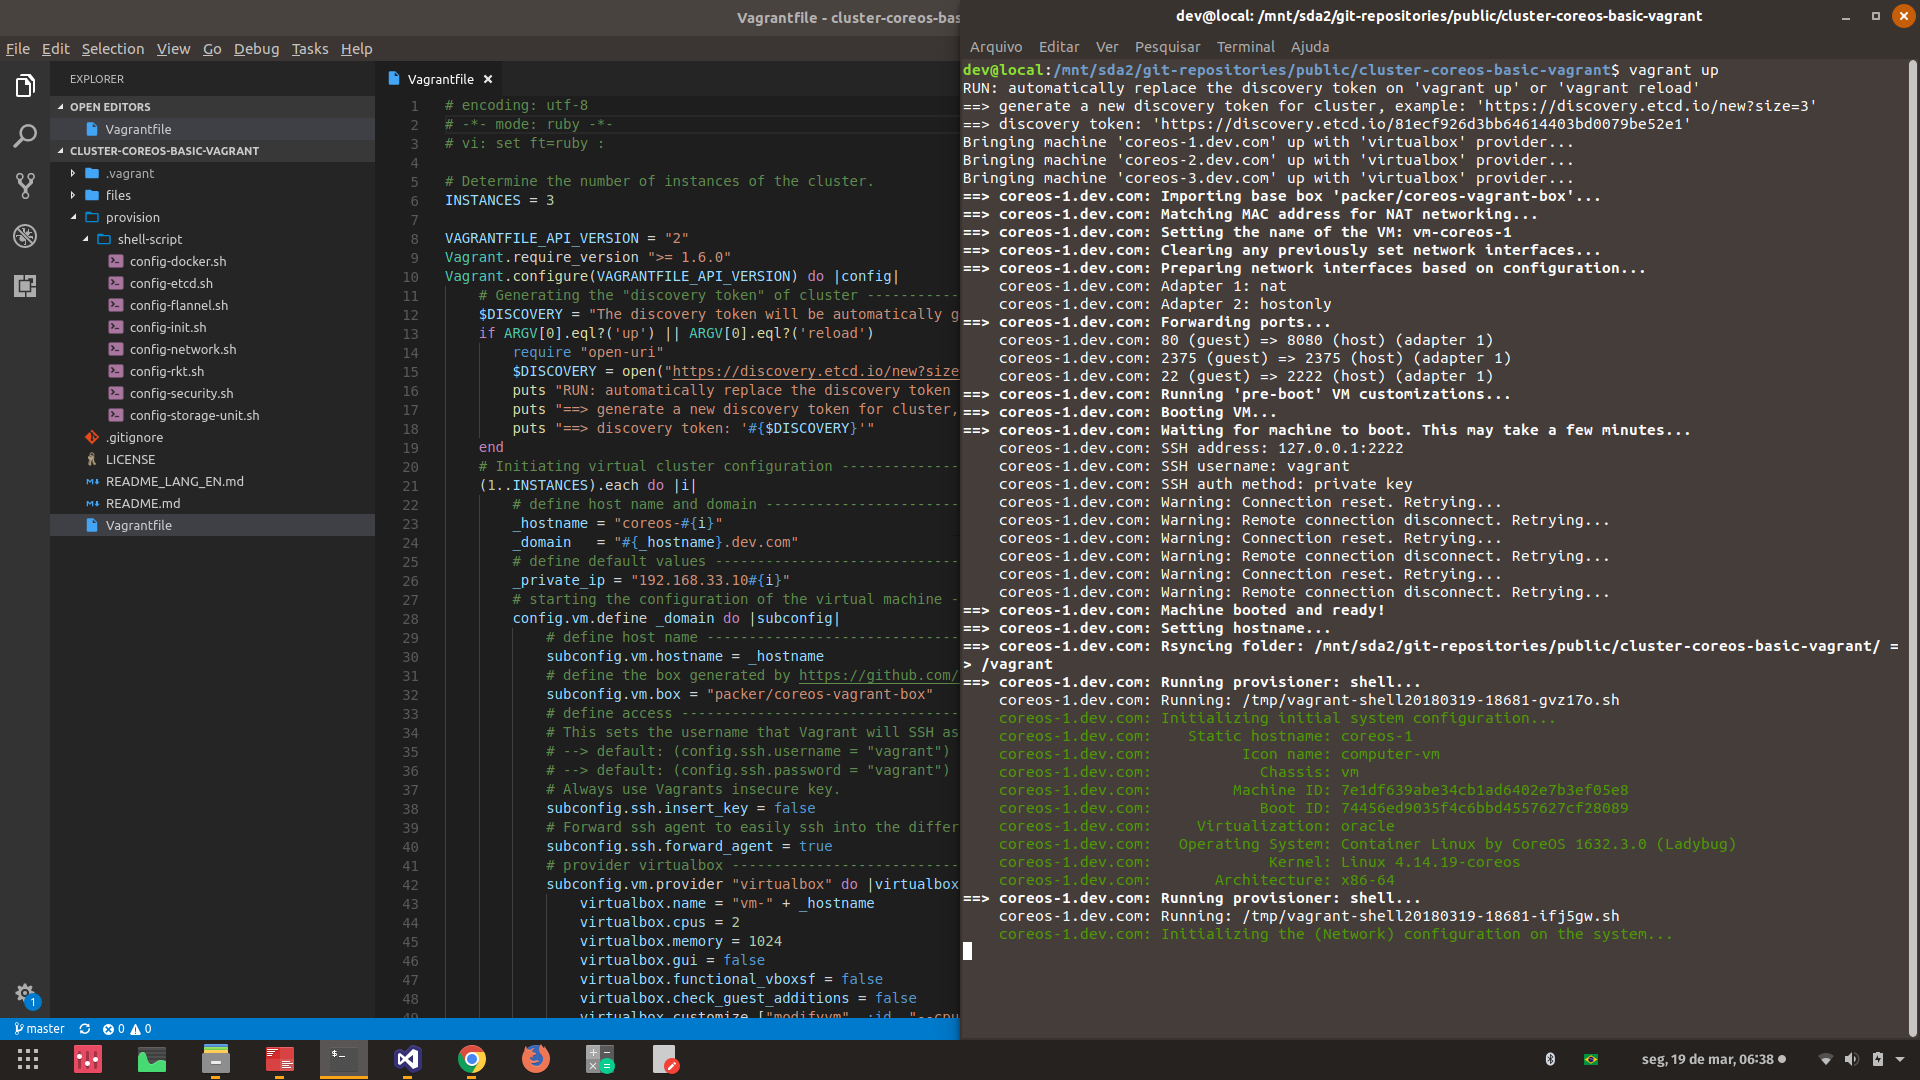 Vagrantfile - cluster-coreos-bas
File Edit Selection View Go Debug Tasks Help
EXPLORER
OPEN EDITORS
Vagrantfile
CLUSTER-COREOS-BASIC-VAGRANT
.vagrant
files
provision
shell-script
config-docker.sh
config-etcd.sh
config-flannel.sh
config-init.sh
config-network.sh
config-rkt.sh
config-security.sh
config-storage-unit.sh
.gitignore
LICENSE
README_LANG_EN.md
README.md
Vagrantfile
1
master 0 0
Vagrantfile ×
1 # encoding: utf-8
2 # -*- mode: ruby -*-
3 # vi: set ft=ruby :
4
5 # Determine the number of instances of the cluster.
6 INSTANCES = 3
7
8 VAGRANTFILE_API_VERSION = "2"
9 Vagrant.require_version ">= 1.6.0"
10 Vagrant.configure(VAGRANTFILE_API_VERSION) do |config|
11 # Generating the "discovery token" of cluster -----------
12 $DISCOVERY = "The discovery token will be automatically g
13 if ARGV[0].eql?('up') || ARGV[0].eql?('reload')
14 require "open-uri"
15 $DISCOVERY = open("https://discovery.etcd.io/new?size
16 puts "RUN: automatically replace the discovery token
17 puts "==> generate a new discovery token for cluster,
18 puts "==> discovery token: '#{$DISCOVERY}'"
19 end
20 # Initiating virtual cluster configuration --------------
21 (1..INSTANCES).each do |i|
22 # define host name and domain -----------------------
23 _hostname = "coreos-#{i}"
24 _domain   = "#{_hostname}.dev.com"
25 # define default values -----------------------------
26 _private_ip = "192.168.33.10#{i}"
27 # starting the configuration of the virtual machine -
28 config.vm.define _domain do |subconfig|
29 # define host name ------------------------------
30 subconfig.vm.hostname = _hostname
31 # define the box generated by https://github.com/
32 subconfig.vm.box = "packer/coreos-vagrant-box"
33 # define access ---------------------------------
34 # This sets the username that Vagrant will SSH as
35 # --> default: (config.ssh.username = "vagrant")
36 # --> default: (config.ssh.password = "vagrant")
37 # Always use Vagrants insecure key.
38 subconfig.ssh.insert_key = false
39 # Forward ssh agent to easily ssh into the differ
40 subconfig.ssh.forward_agent = true
41 # provider virtualbox ---------------------------
42 subconfig.vm.provider "virtualbox" do |virtualbox
43 virtualbox.name = "vm-" + _hostname
44 virtualbox.cpus = 2
45 virtualbox.memory = 1024
46 virtualbox.gui = false
47 virtualbox.functional_vboxsf = false
48 virtualbox.check_guest_additions = false
49 virtualbox.customize ["modifyvm", :id, "--cpu
dev@local: /mnt/sda2/git-repositories/public/cluster-coreos-basic-vagrant
Arquivo Editar Ver Pesquisar Terminal Ajuda
dev@local:/mnt/sda2/git-repositories/public/cluster-coreos-basic-vagrant$ vagrant up
RUN: automatically replace the discovery token on 'vagrant up' or 'vagrant reload'
==> generate a new discovery token for cluster, example: 'https://discovery.etcd.io/new?size=3'
==> discovery token: 'https://discovery.etcd.io/81ecf926d3bb64614403bd0079be52e1'
Bringing machine 'coreos-1.dev.com' up with 'virtualbox' provider...
Bringing machine 'coreos-2.dev.com' up with 'virtualbox' provider...
Bringing machine 'coreos-3.dev.com' up with 'virtualbox' provider...
==> coreos-1.dev.com: Importing base box 'packer/coreos-vagrant-box'...
==> coreos-1.dev.com: Matching MAC address for NAT networking...
==> coreos-1.dev.com: Setting the name of the VM: vm-coreos-1
==> coreos-1.dev.com: Clearing any previously set network interfaces...
==> coreos-1.dev.com: Preparing network interfaces based on configuration...
coreos-1.dev.com: Adapter 1: nat
coreos-1.dev.com: Adapter 2: hostonly
==> coreos-1.dev.com: Forwarding ports...
coreos-1.dev.com: 80 (guest) => 8080 (host) (adapter 1)
coreos-1.dev.com: 2375 (guest) => 2375 (host) (adapter 1)
coreos-1.dev.com: 22 (guest) => 2222 (host) (adapter 1)
==> coreos-1.dev.com: Running 'pre-boot' VM customizations...
==> coreos-1.dev.com: Booting VM...
==> coreos-1.dev.com: Waiting for machine to boot. This may take a few minutes...
coreos-1.dev.com: SSH address: 127.0.0.1:2222
coreos-1.dev.com: SSH username: vagrant
coreos-1.dev.com: SSH auth method: private key
coreos-1.dev.com: Warning: Connection reset. Retrying...
coreos-1.dev.com: Warning: Remote connection disconnect. Retrying...
coreos-1.dev.com: Warning: Connection reset. Retrying...
coreos-1.dev.com: Warning: Remote connection disconnect. Retrying...
coreos-1.dev.com: Warning: Connection reset. Retrying...
coreos-1.dev.com: Warning: Remote connection disconnect. Retrying...
==> coreos-1.dev.com: Machine booted and ready!
==> coreos-1.dev.com: Setting hostname...
==> coreos-1.dev.com: Rsyncing folder: /mnt/sda2/git-repositories/public/cluster-coreos-basic-vagrant/ =
> /vagrant
==> coreos-1.dev.com: Running provisioner: shell...
coreos-1.dev.com: Running: /tmp/vagrant-shell20180319-18681-gvz17o.sh
coreos-1.dev.com: Initializing initial system configuration...
coreos-1.dev.com: Static hostname: coreos-1
coreos-1.dev.com: Icon name: computer-vm
coreos-1.dev.com: Chassis: vm
coreos-1.dev.com: Machine ID: 7e1df639abe34cb1ad6402e7b3ef05e8
coreos-1.dev.com: Boot ID: 74456ed9035f4c6bbd4557627cf28089
coreos-1.dev.com: Virtualization: oracle
coreos-1.dev.com: Operating System: Container Linux by CoreOS 1632.3.0 (Ladybug)
coreos-1.dev.com: Kernel: Linux 4.14.19-coreos
coreos-1.dev.com: Architecture: x86-64
==> coreos-1.dev.com: Running provisioner: shell...
coreos-1.dev.com: Running: /tmp/vagrant-shell20180319-18681-ifj5gw.sh
coreos-1.dev.com: Initializing the (Network) configuration on the system...
seg, 19 de mar, 06:38